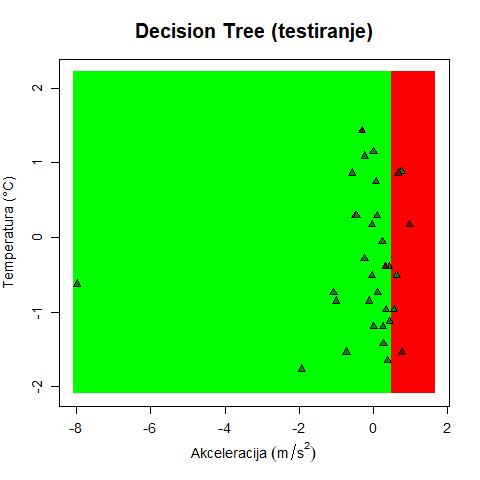 Decision Tree (testiranje)
Temperatura (°C)
2
1
0
-1
-2
-8 -6 -4 -2 0 2
Akceleracija (m/s²)